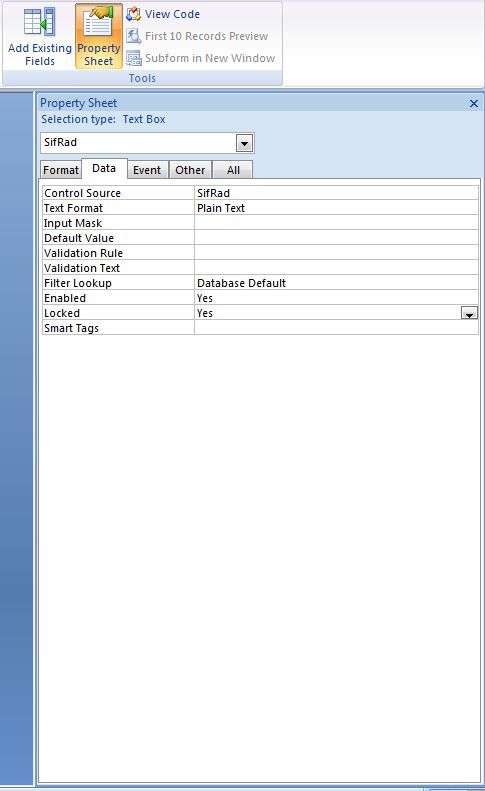 View Code
Add Existing Fields
Property Sheet
First 10 Records Preview
Subform in New Window
Tools
Property Sheet
Selection type: Text Box
SifRad
Format Data Event Other All
Control Source SifRad
Text Format Plain Text
Input Mask
Default Value
Validation Rule
Validation Text
Filter Lookup Database Default
Enabled Yes
Locked Yes
Smart Tags